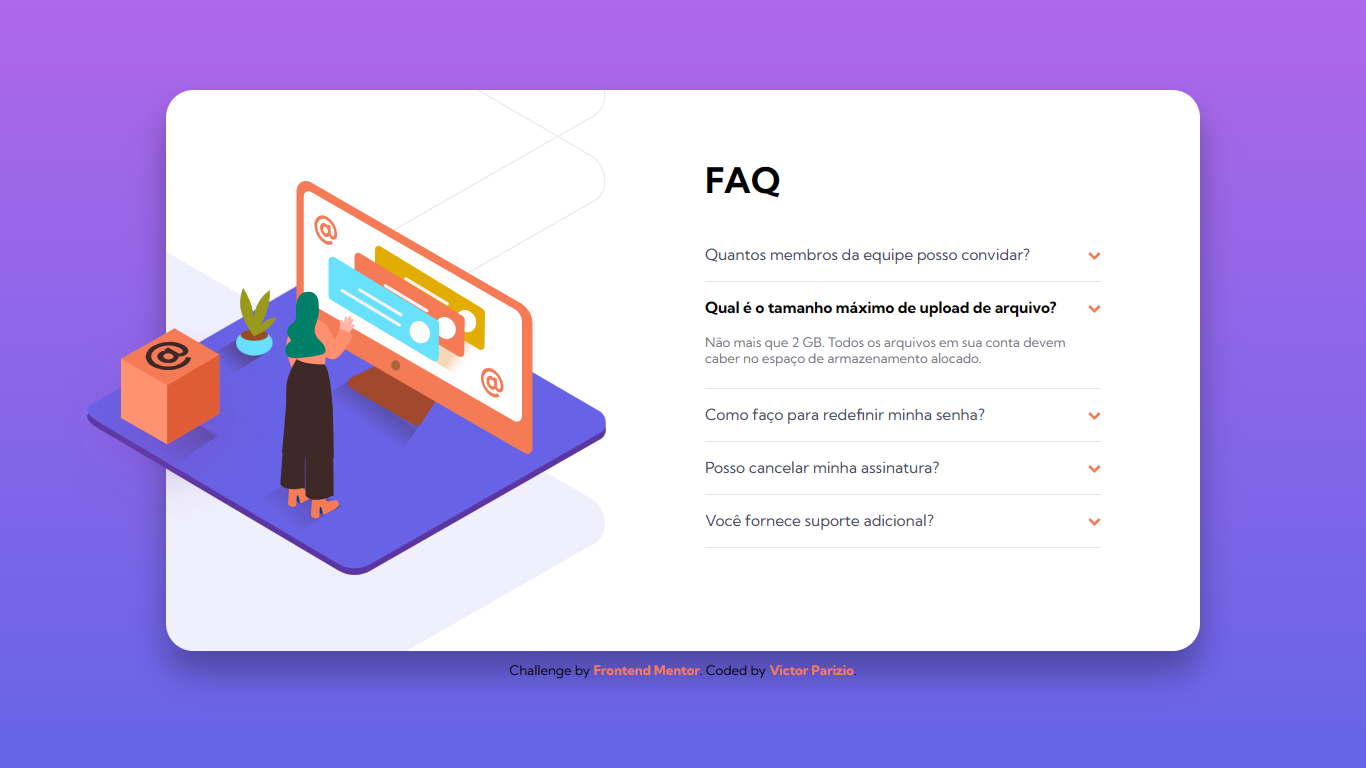 @
@
@
FAQ
Quantos membros da equipe posso convidar?
Qual é o tamanho máximo de upload de arquivo?
Não mais que 2 GB. Todos os arquivos em sua conta devem
caber no espaço de armazenamento alocado.
Como faço para redefinir minha senha?
Posso cancelar minha assinatura?
Você fornece suporte adicional?
Challenge by Frontend Mentor. Coded by Victor Parizio.